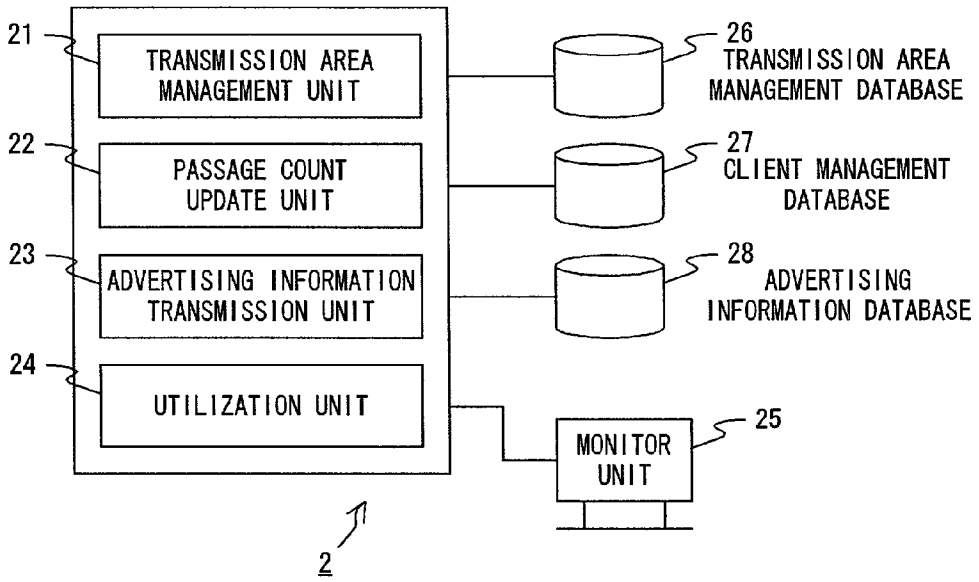 21
TRANSMISSION AREA
MANAGEMENT UNIT
22
PASSAGE COUNT
UPDATE UNIT
23
ADVERTISING INFORMATION
TRANSMISSION UNIT
24
UTILIZATION UNIT
26
TRANSMISSION AREA
MANAGEMENT DATABASE
27
CLIENT MANAGEMENT
DATABASE
28
ADVERTISING
INFORMATION DATABASE
25
MONITOR
UNIT
2